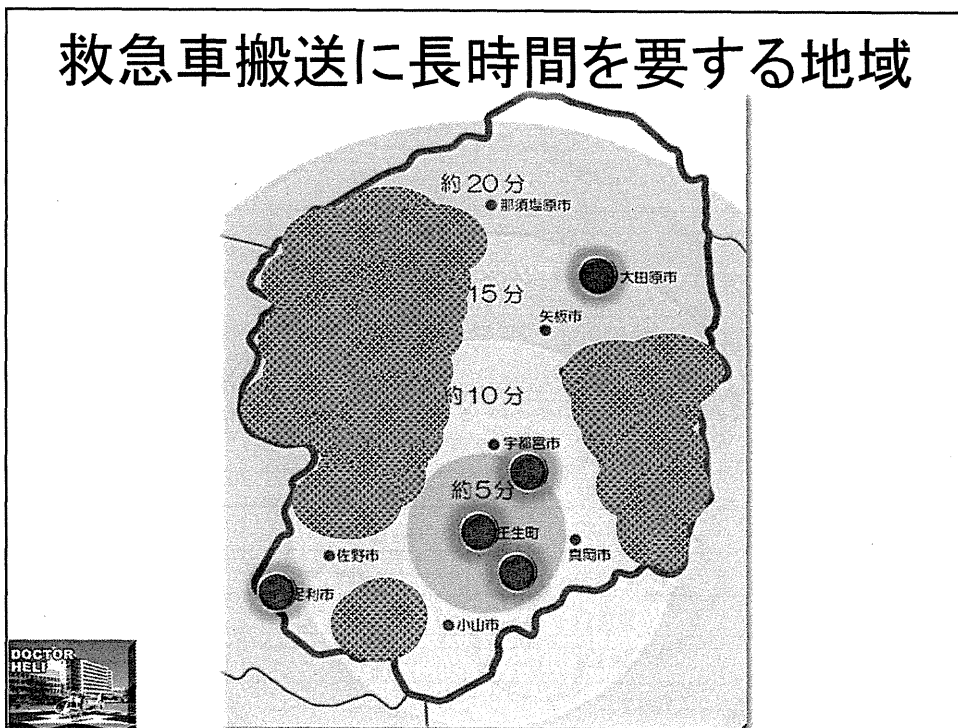 救急車搬送に長時間を要する地域
約20分
那須塩原市
大田原市
15分
矢板市
約10分
宇都宮市
約5分
壬生町
真岡市
佐野市
足利市
小山市
DOCTOR
HELI